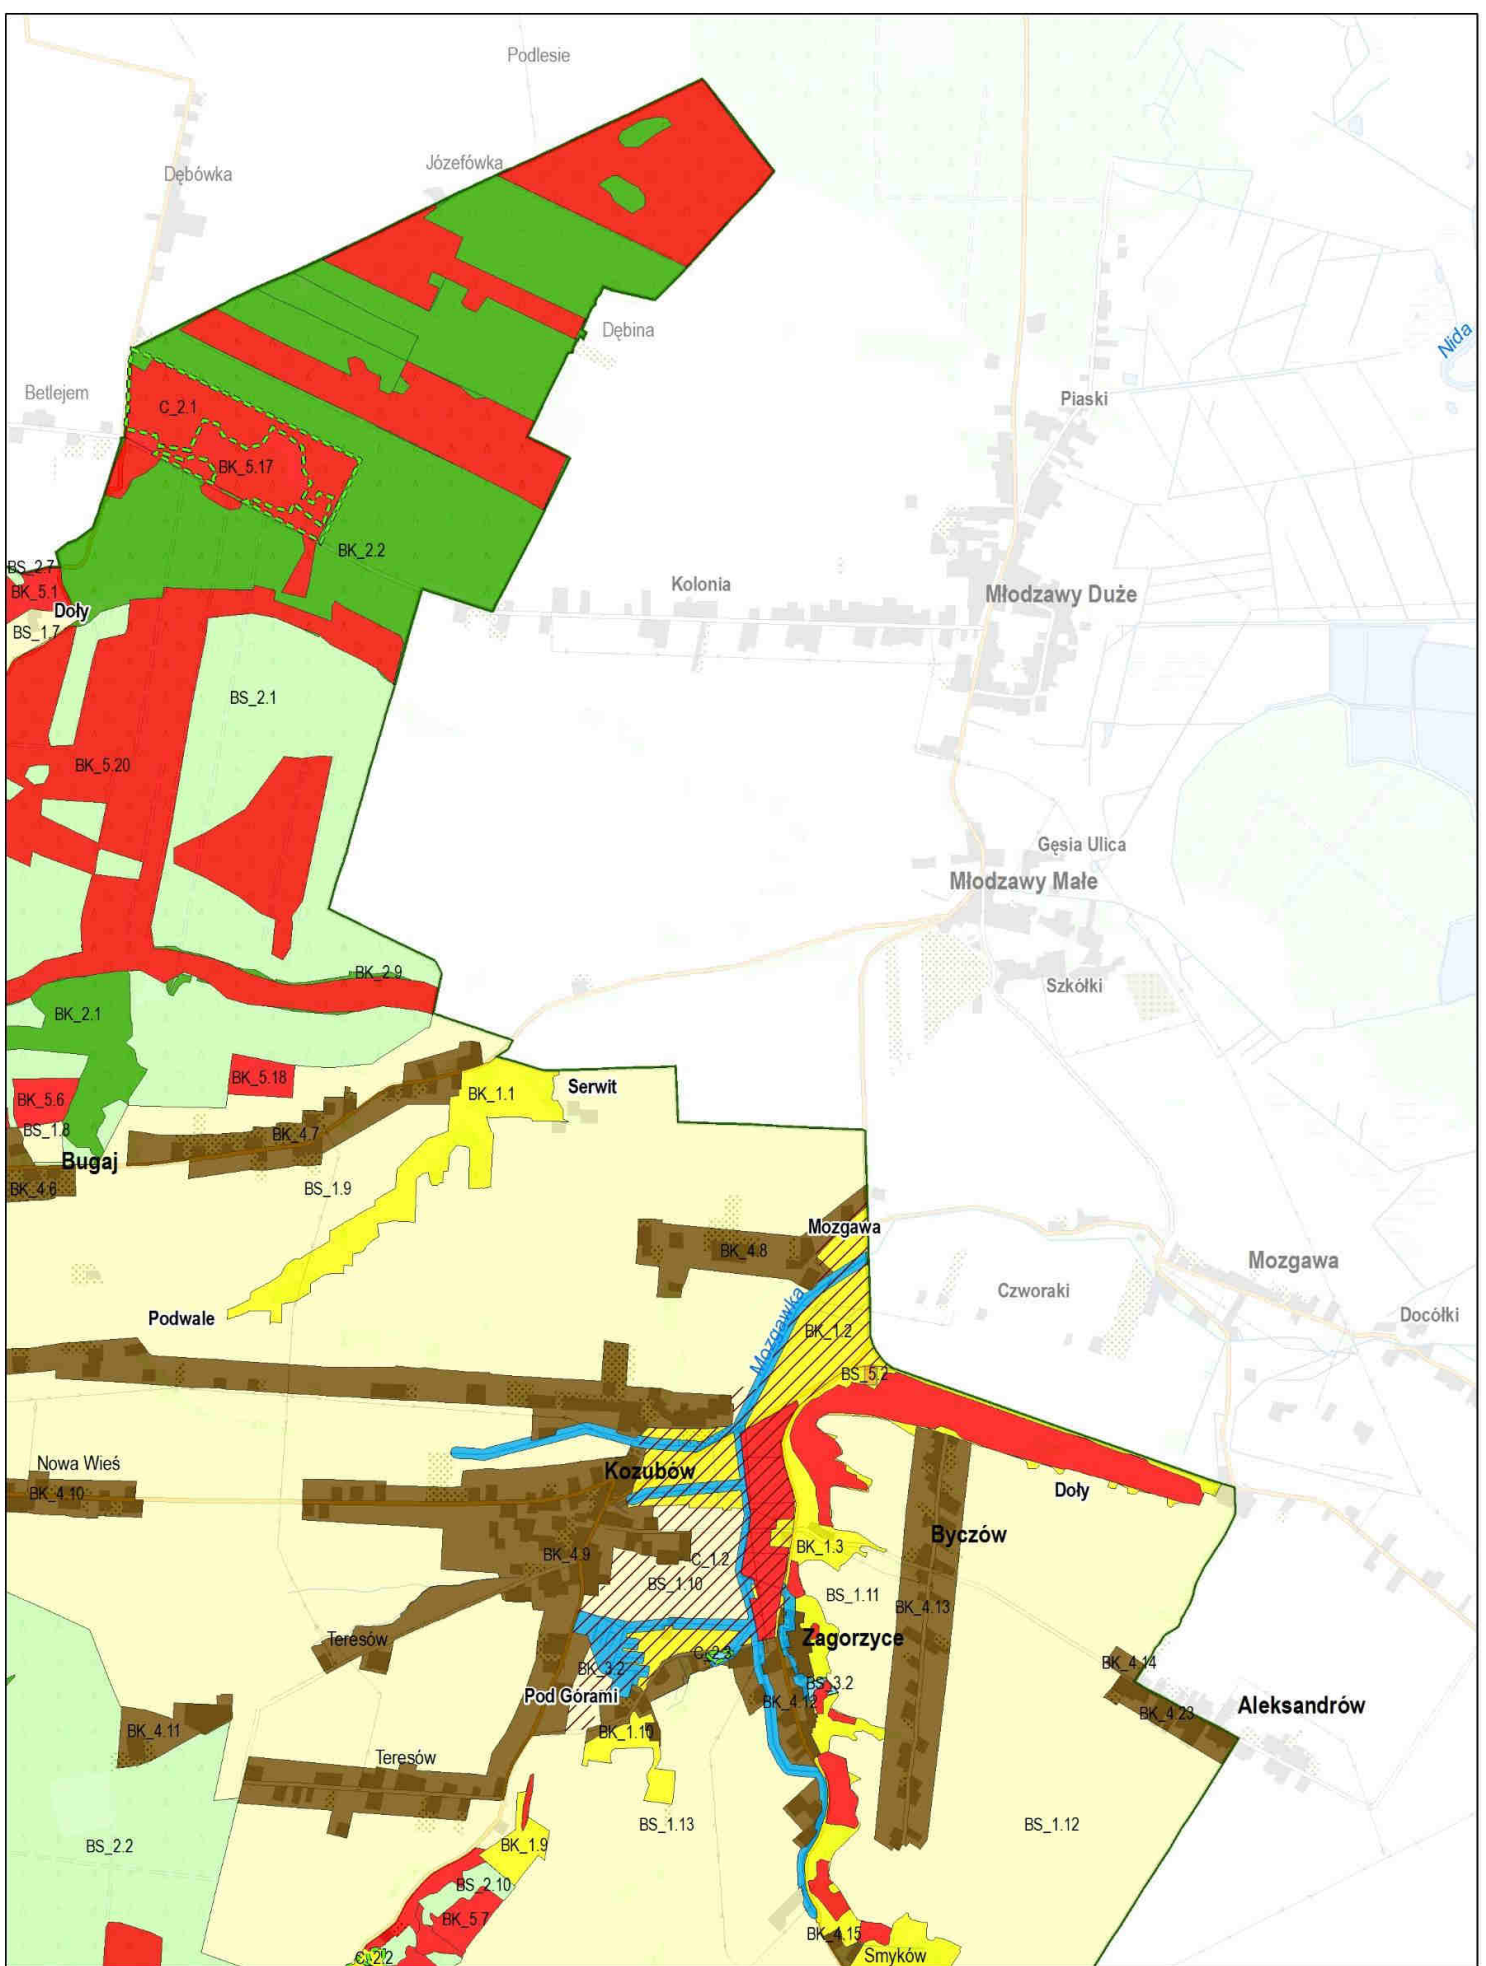 Podlesie
Józefówka
Dębówka
Dębina
Nida
Betlejem
Piaski
C_2.1
BK_5.17
BK_2.2
BS_2.7
BK_5.1
Doły
BS_1.7
Kolonia
Młodzawy Duże
BS_2.1
BK_5.20
Gęsia Ulica
Młodzawy Małe
BK_2.9
Szkółki
BK_2.1
BK_5.18
BK_5.6
BK_1.1
Serwit
BS_1.8
BK_4.7
Bugaj
BK_4.6
BS_1.9
Mozgawa
BK_4.8
Mozgawa
Czworaki
Docółki
Podwale
Mozgawka
BK_1.2
BS_5.2
Nowa Wieś
Kozubów
BK_4.10
Doły
Byczów
BK_1.3
BK_4.9
C_1.2
BS_1.10
BS_1.11
BK_4.13
Teresów
Zagorzyce
C_2.3
BK_3.2
BS_3.2
BK_4.14
Pod Górami
BK_4.12
BK_4.23
Aleksandrów
BK_4.11
BK_1.10
Teresów
BS_1.13
BS_1.12
BS_2.2
BK_1.9
BS_2.10
BK_5.7
BK_4.15
C_2.2
Smyków